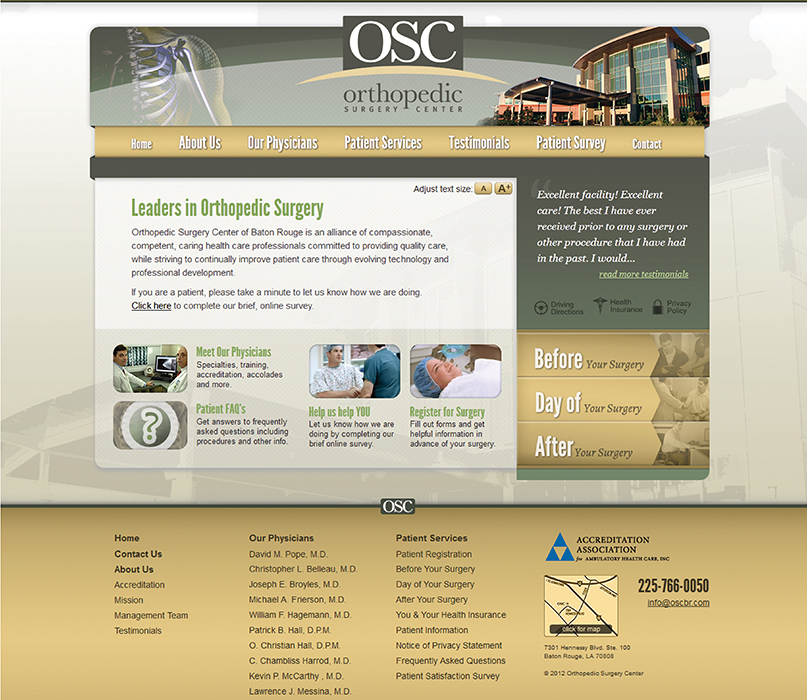 OSC
orthopedic
SURGERY CENTER
Home About Us Our Physicians Patient Services Testimonials Patient Survey Contact
Adjust text size: A A+
Leaders in Orthopedic Surgery
Orthopedic Surgery Center of Baton Rouge is an alliance of compassionate,
competent, caring health care professionals committed to providing quality care,
while striving to continually improve patient care through evolving technology and
professional development.
If you are a patient, please take a minute to let us know how we are doing.
Click here to complete our brief, online survey.
Excellent facility! Excellent
care! The best I have ever
received prior to any surgery or
other procedure that I have had
in the past. I would...
read more testimonials
Driving
Directions
Health
Insurance
Privacy
Policy
Meet Our Physicians
Specialties, training,
accreditation, accolades
and more.
Patient FAQ's
Get answers to frequently
asked questions including
procedures and other info.
Help us help YOU
Let us know how we are
doing by completing our
brief online survey.
Register for Surgery
Fill out forms and get
helpful information in
advance of your surgery.
Before Your Surgery
Day of Your Surgery
After Your Surgery
OSC
Home
Contact Us
About Us
Accreditation
Mission
Management Team
Testimonials
Our Physicians
David M. Pope, M.D.
Christopher L. Belleau, M.D.
Joseph E. Broyles, M.D.
Michael A. Frierson, M.D.
William F. Hagemann, M.D.
Patrick B. Hall, D.P.M.
O. Christian Hall, D.P.M.
C. Chambliss Harrod, M.D.
Kevin P. McCarthy , M.D.
Lawrence J. Messina, M.D.
Patient Services
Patient Registration
Before Your Surgery
Day of Your Surgery
After Your Surgery
You & Your Health Insurance
Patient Information
Notice of Privacy Statement
Frequently Asked Questions
Patient Satisfaction Survey
ACCREDITATION
ASSOCIATION
for AMBULATORY HEALTH CARE, INC
click for map
225-766-0050
info@oscbr.com
7301 Hennessy Blvd. Ste. 100
Baton Rouge, LA 70808
© 2012 Orthopedic Surgery Center